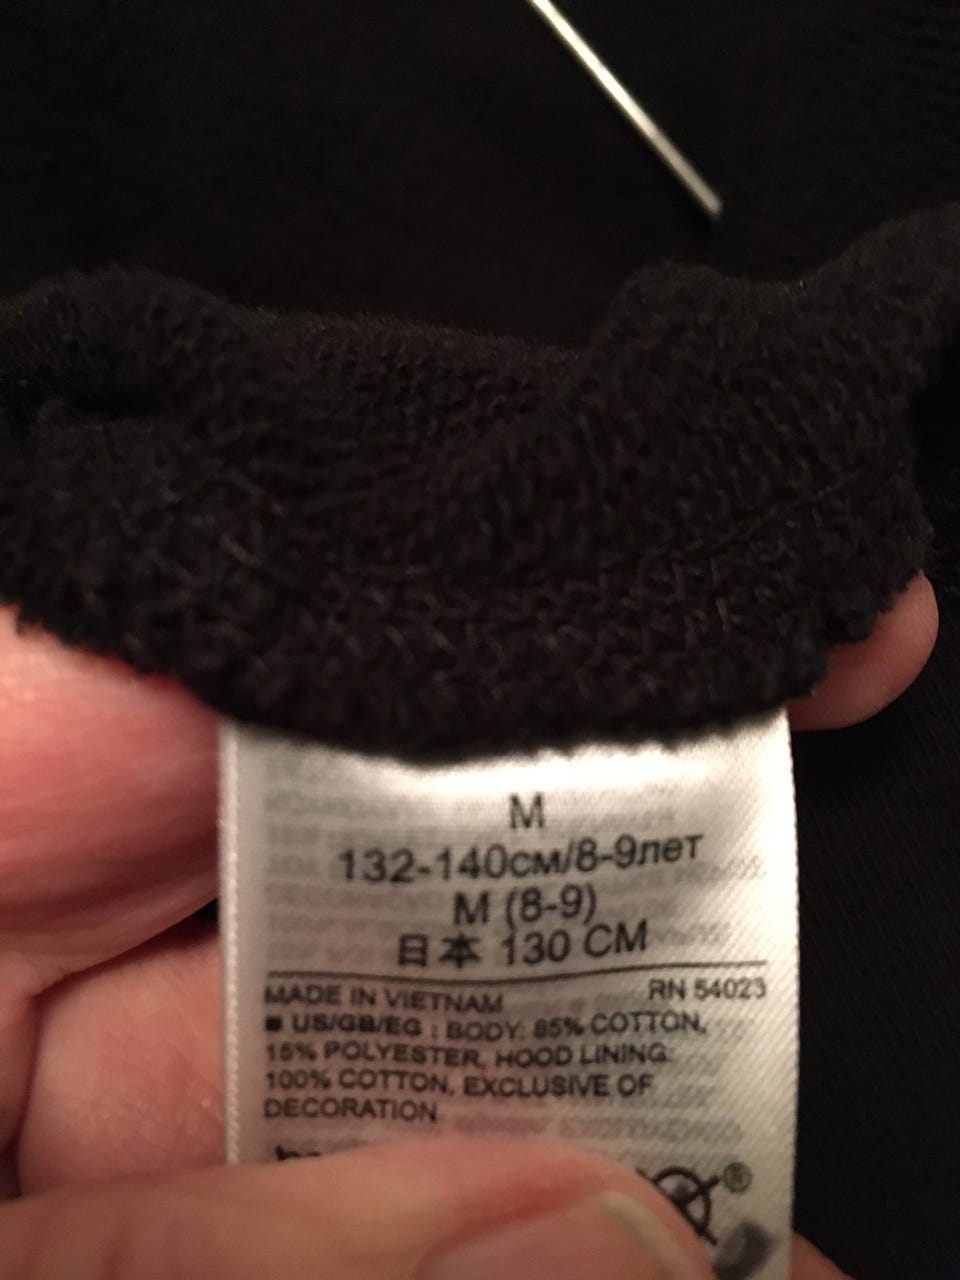 M
132-140см/8-9лет
M (8-9)
日本 130 CM
MADE IN VIETNAM RN 54023
■ US/GB/EG : BODY: 85% COTTON,
15% POLYESTER, HOOD LINING:
100% COTTON, EXCLUSIVE OF
DECORATION
®